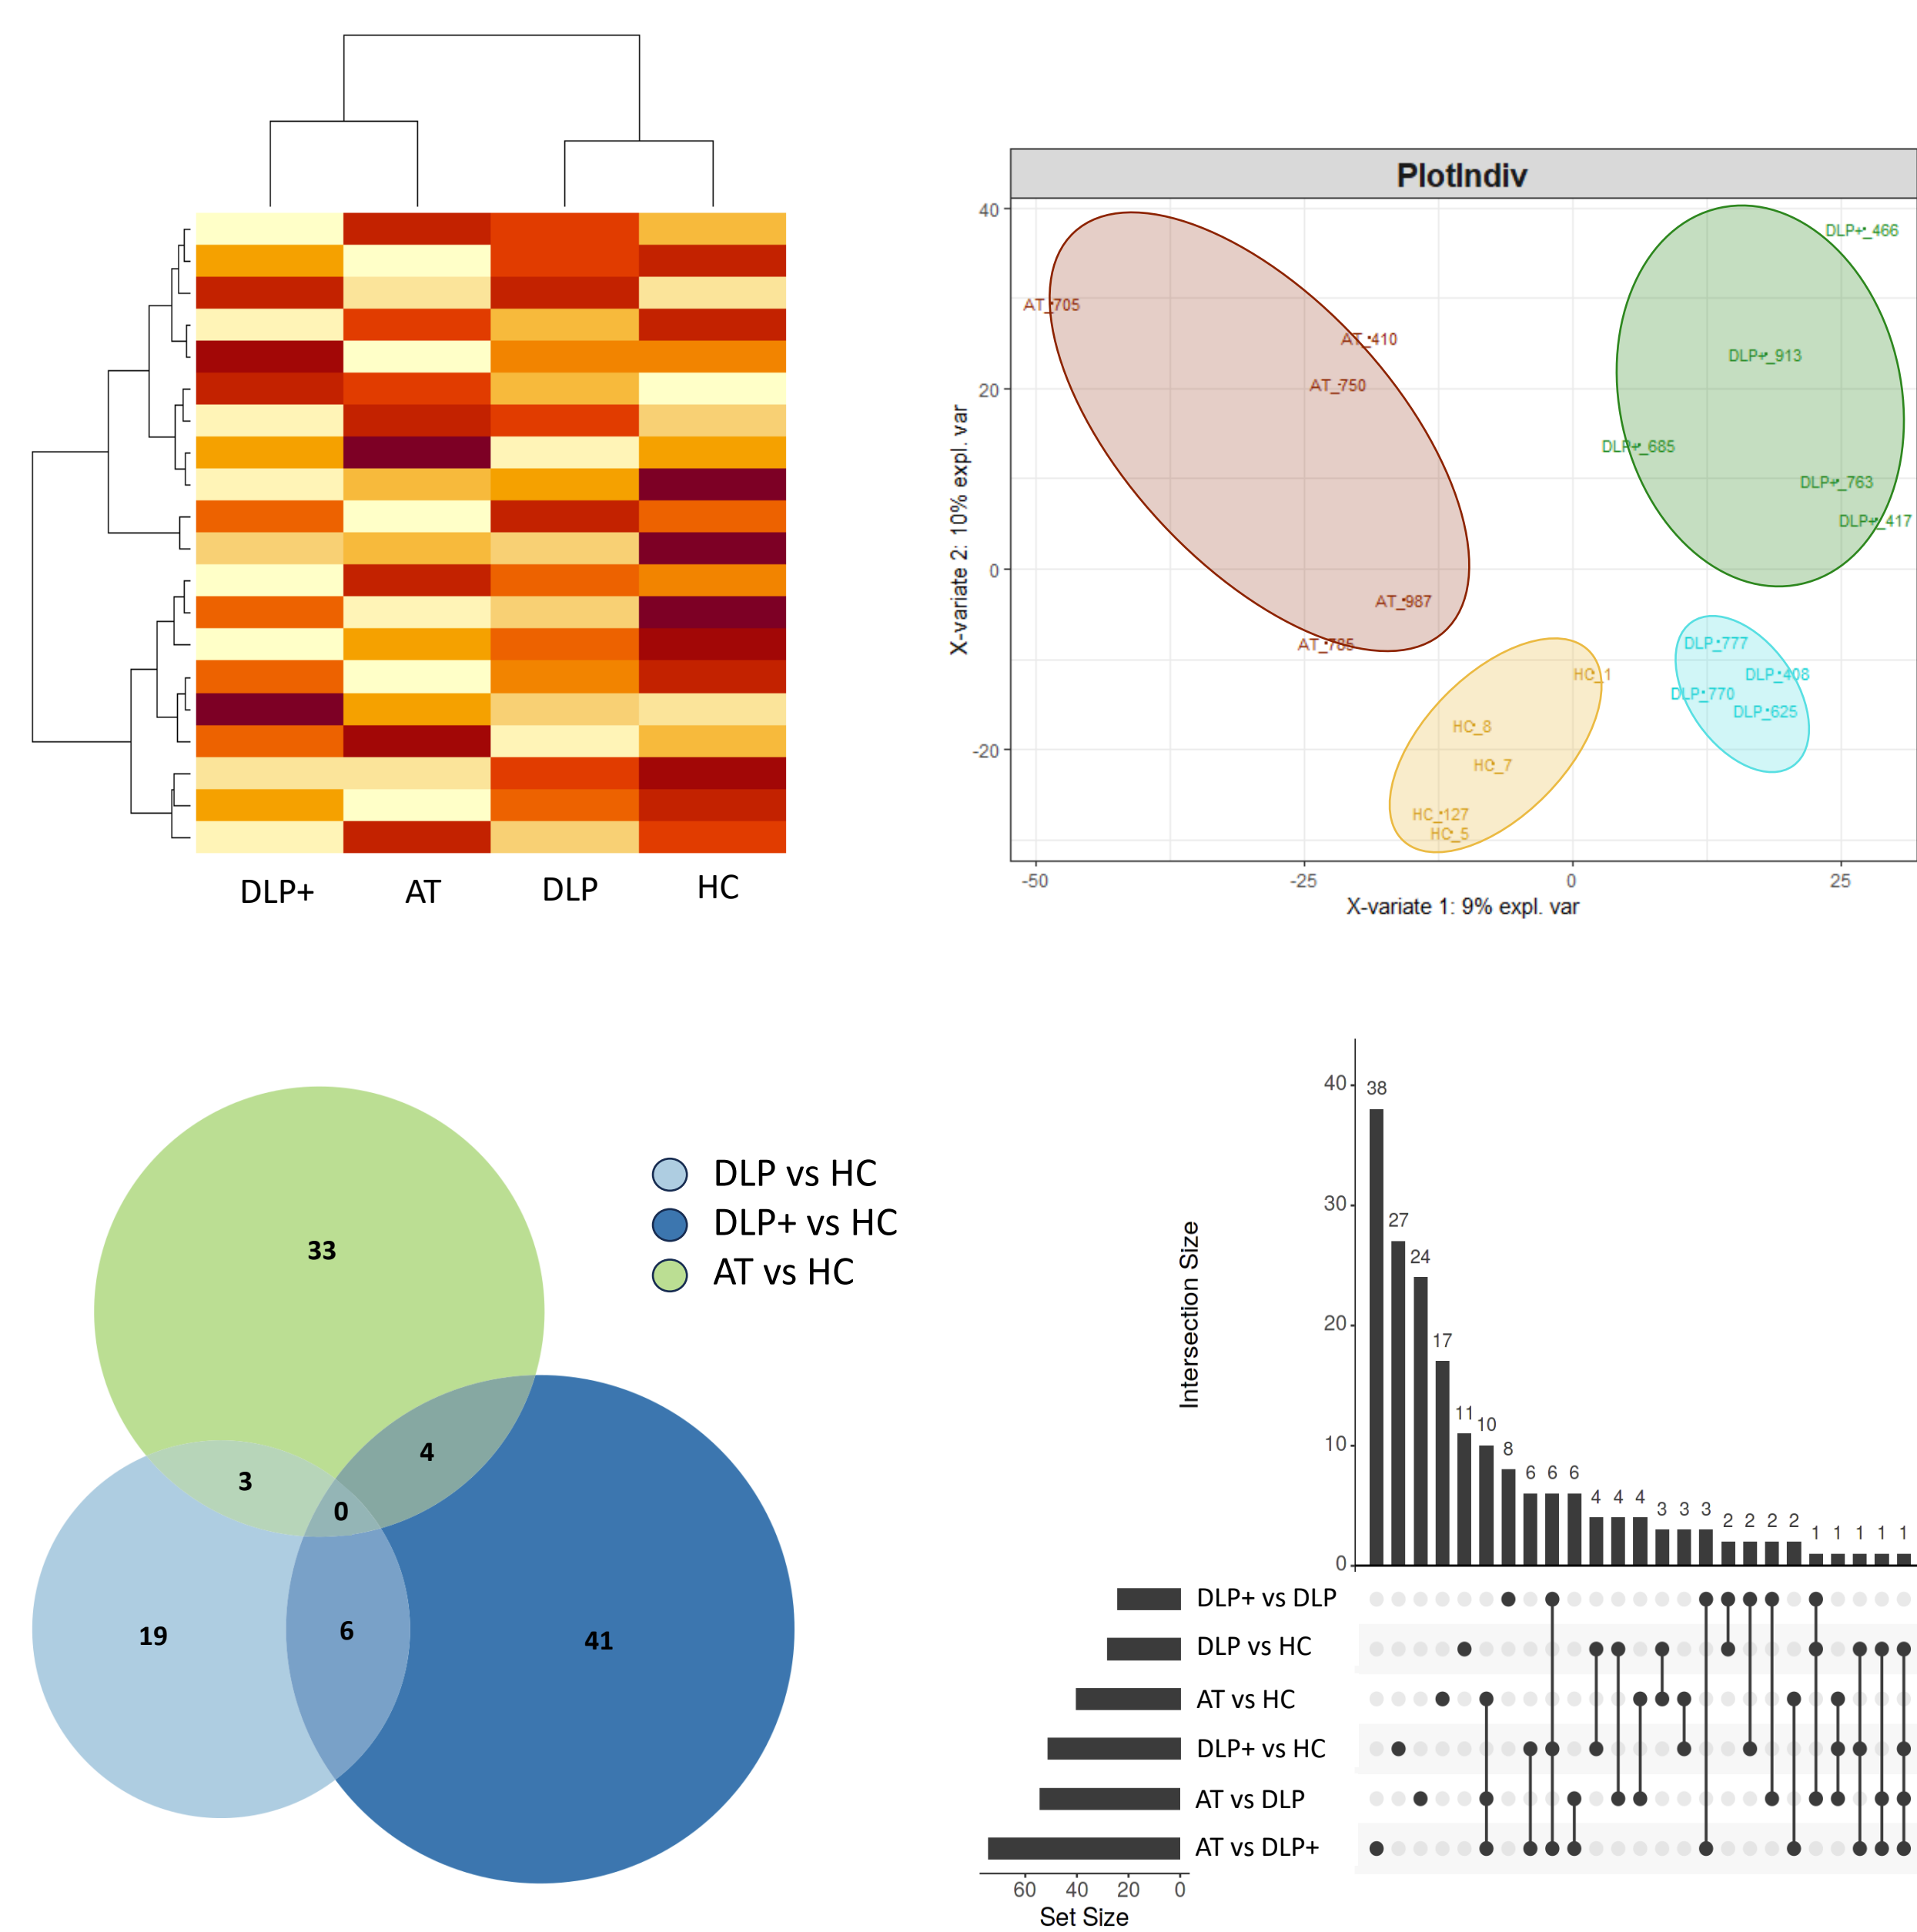 DLP+ AT DLP HC
PlotIndiv
X-variate 2: 10% expl. var
40
20
0
-20
DLP+_466
AT_705
AT_410
DLP+_913
AT_750
DLP+_685
DLP+_763
DLP+_417
AT_987
AT_785
DLP_777
HC_1
DLP_408
DLP_770
DLP_625
HC_8
HC_7
HC_127
HC_5
-50 -25 0 25
X-variate 1: 9% expl. var
33
3
4
0
19
6
41
DLP vs HC
DLP+ vs HC
AT vs HC
Intersection Size
40
30
20
10
0
38 27 24 17 11 10 8 6 6 6 4 4 4 3 3 3 2 2 2 2 1 1 1 1 1
DLP+ vs DLP
DLP vs HC
AT vs HC
DLP+ vs HC
AT vs DLP
AT vs DLP+
60 40 20 0
Set Size